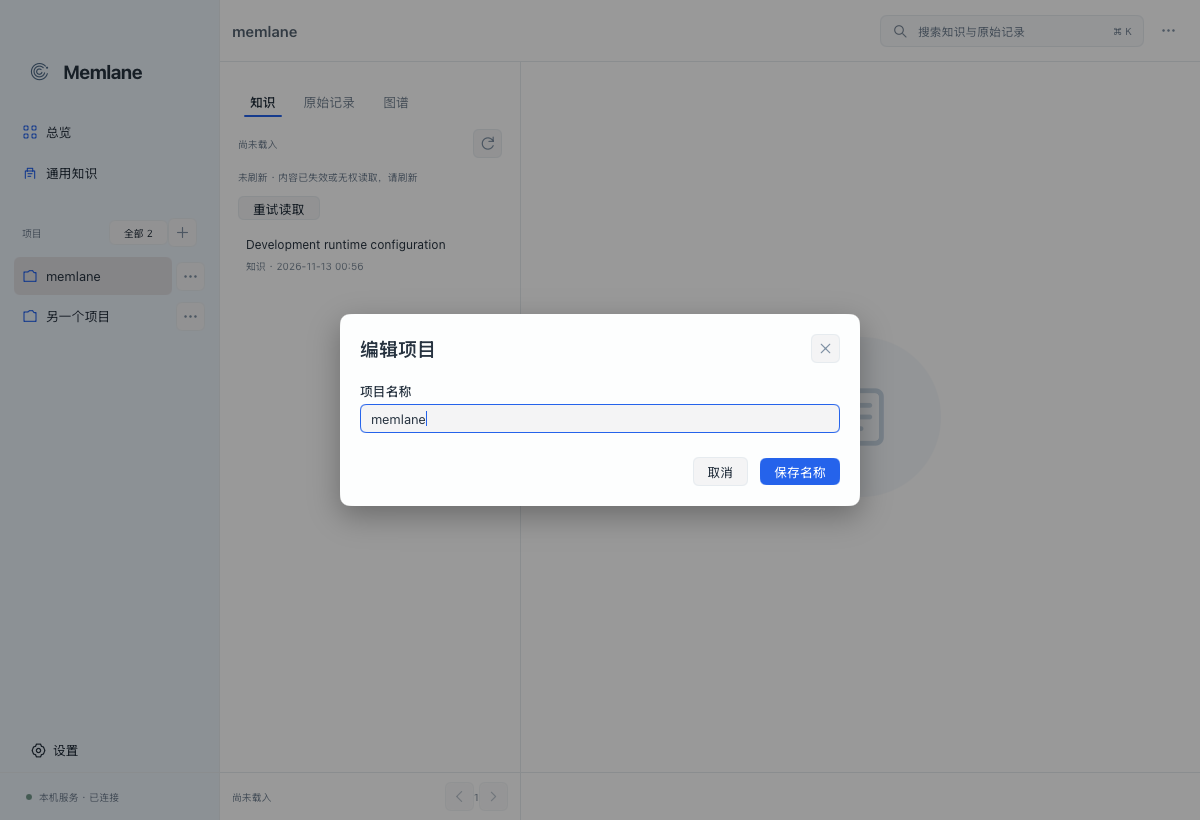 Memlane
总览
通用知识
项目
全部 2
memlane
另一个项目
设置
本机服务 · 已连接
memlane
搜索知识与原始记录
⌘ K
知识
原始记录
图谱
尚未载入
未刷新 · 内容已失效或无权读取，请刷新
重试读取
Development runtime configuration
知识 · 2026-11-13 00:56
编辑项目
项目名称
memlane
取消
保存名称
尚未载入
1